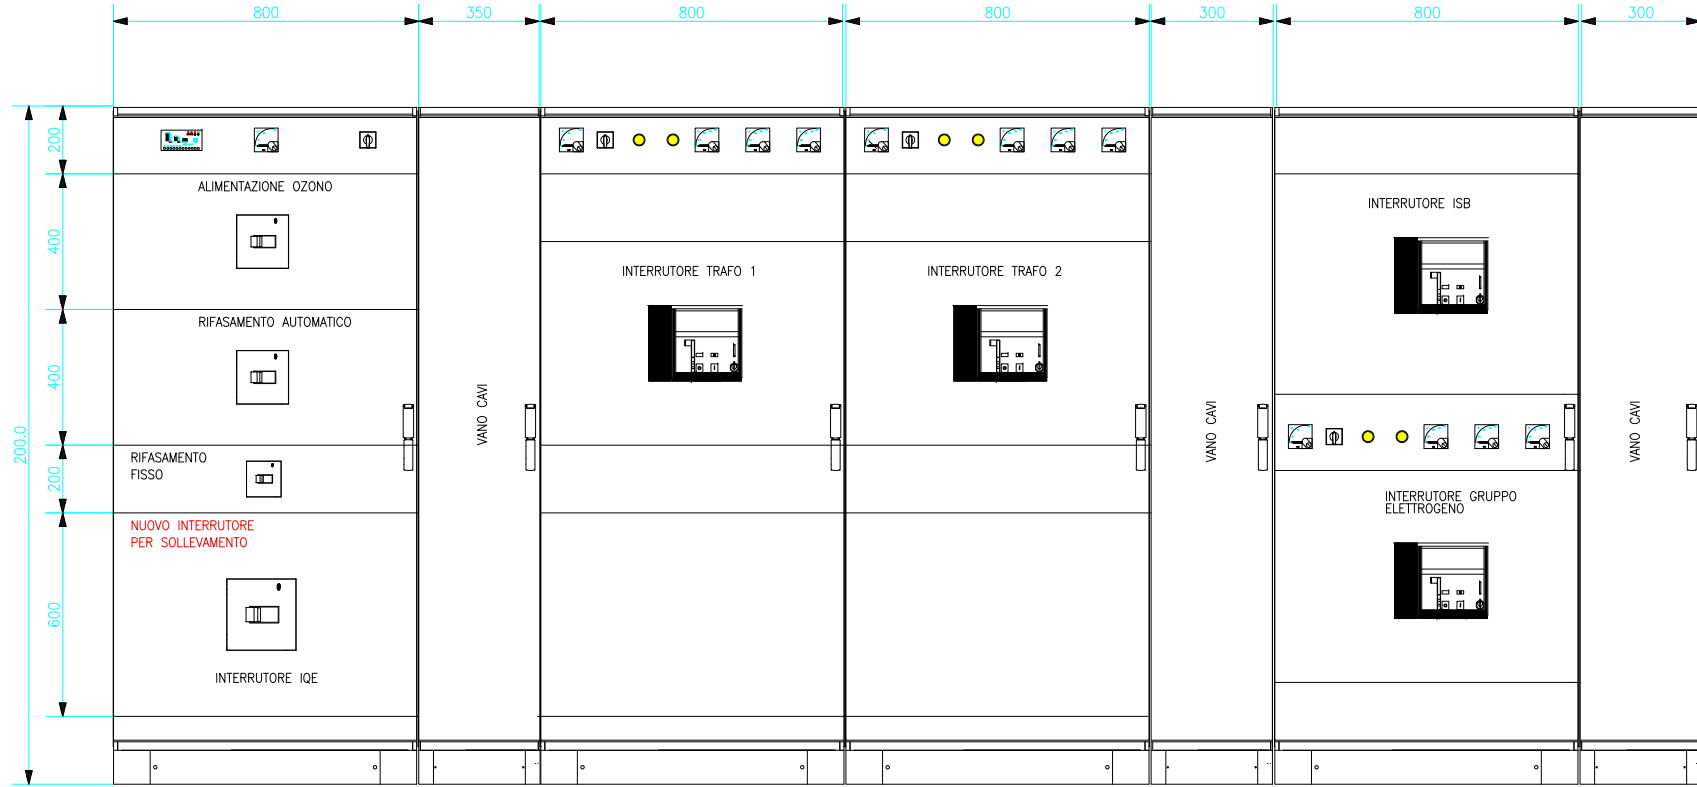 800
350
800
800
300
800
300
200
400
400
200
600
200.0
ALIMENTAZIONE OZONO
RIFASAMENTO AUTOMATICO
RIFASAMENTO
FISSO
NUOVO INTERRUTORE
PER SOLLEVAMENTO
INTERRUTORE IQE
VANO CAVI
INTERRUTORE TRAFO 1
INTERRUTORE TRAFO 2
VANO CAVI
INTERRUTORE ISB
INTERRUTORE GRUPPO
ELETTROGENO
VANO CAVI